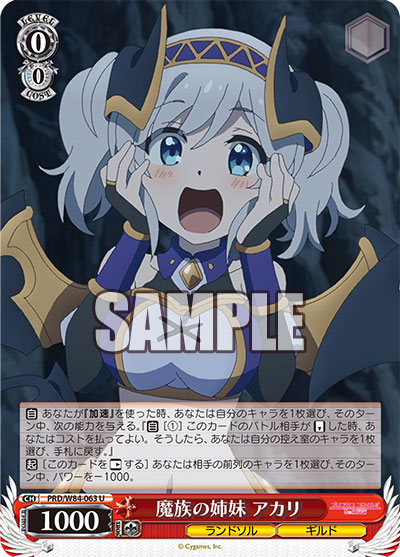 LEVEL
0
0
COST
SAMPLE
自 あなたが『加速』を使った時、あなたは自分のキャラを1枚選び、そのターン中、次の能力を与える。『自［①］このカードのバトル相手が した時、あなたはコストを払ってよい。そうしたら、あなたは自分の控え室のキャラを1枚選び、手札に戻す。』
起［このカードを する］あなたは相手の前列のキャラを1枚選び、そのターン中、パワーを−1000。
CH PRD/W84-063 U
1000
魔族の姉妹 アカリ
ランドソル
ギルド
© Cygames, Inc.